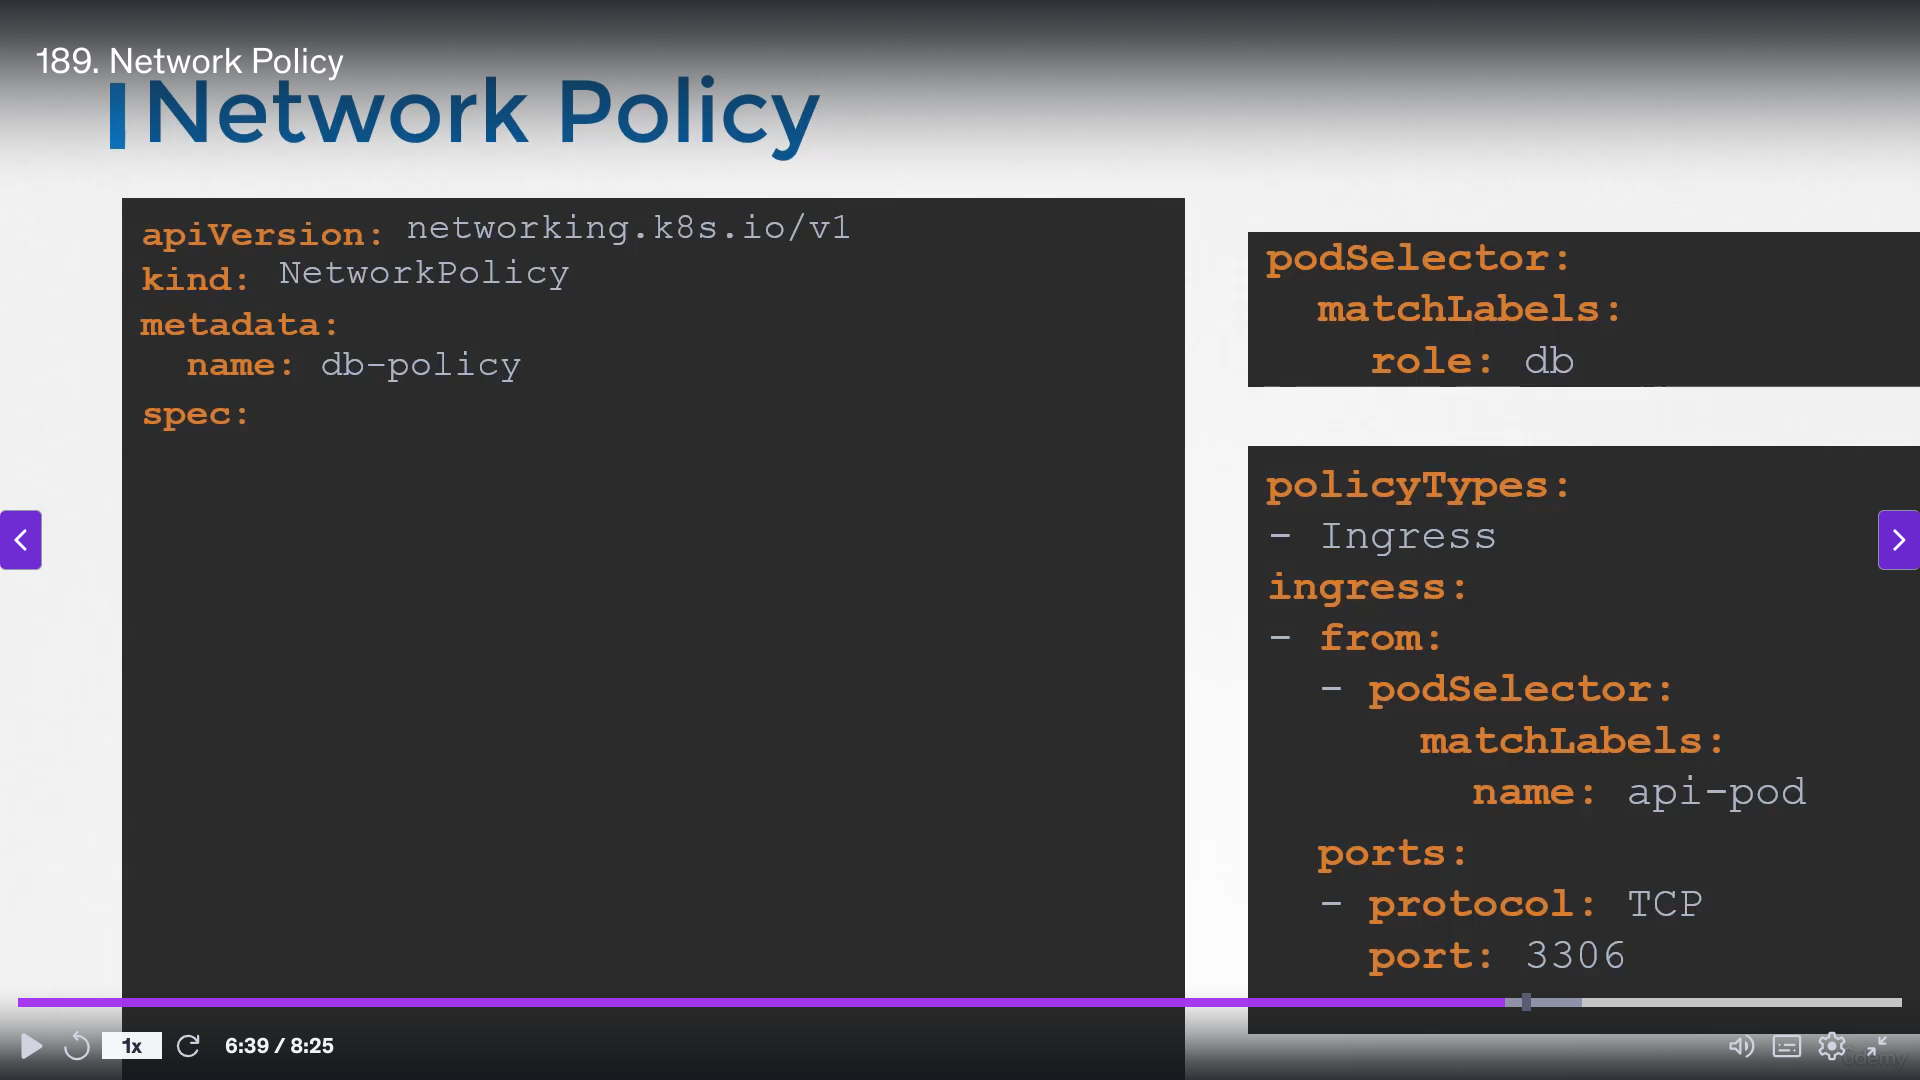 189. Network Policy
Network Policy
apiVersion: networking.k8s.io/v1
kind: NetworkPolicy
metadata:
  name: db-policy
spec:
podSelector:
  matchLabels:
    role: db
policyTypes:
- Ingress
ingress:
- from:
  - podSelector:
      matchLabels:
        name: api-pod
  ports:
  - protocol: TCP
    port: 3306
1x
6:39 / 8:25
Udemy